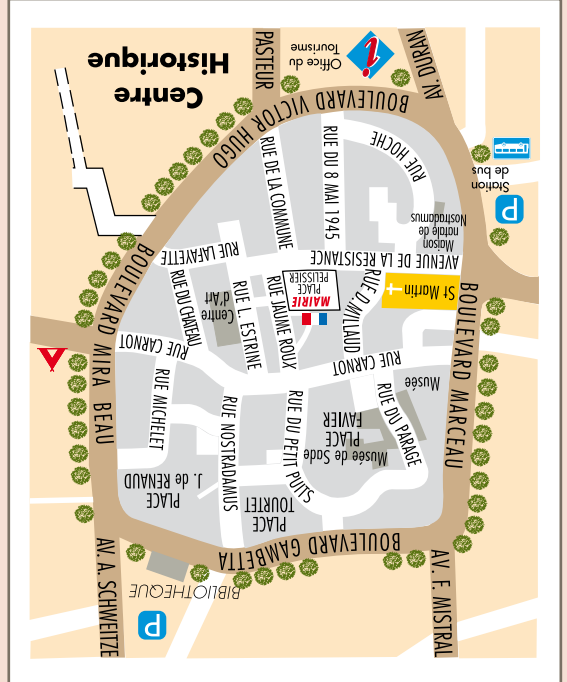 AV. F. MISTRAL
AV. A. SCHWEITZE
P
BIBLIOTHEQUE
BOULEVARD GAMBETTA
PLACE
TOURTET
PLACE
J. de RENAUD
RUE DU PETIT PUITS
RUE NOSTRADAMUS
Musée de Sade
PLACE
FAVIER
RUE DU PARAGE
Musée
RUE MICHELET
BOULEVARD MARCEAU
BOULEVARD MIRA BEAU
RUE CARNOT
RUE CARNOT
St Martin
RUE D. MILLAUD
MAIRIE
PLACE
PELISSIER
RUE JAUME ROUX
RUE L. ESTRINE
Centre
d'Art
RUE DU CHATEAU
AVENUE DE LA RESISTANCE
RUE LAFAYETTE
Maison
natale de
Nostradamus
P
Station
de bus
RUE HOCHE
RUE DU 8 MAI 1945
RUE DE LA COMMUNE
BOULEVARD VICTOR HUGO
AV. DURAN
Office du
Tourisme
i
PASTEUR
Centre
Historique